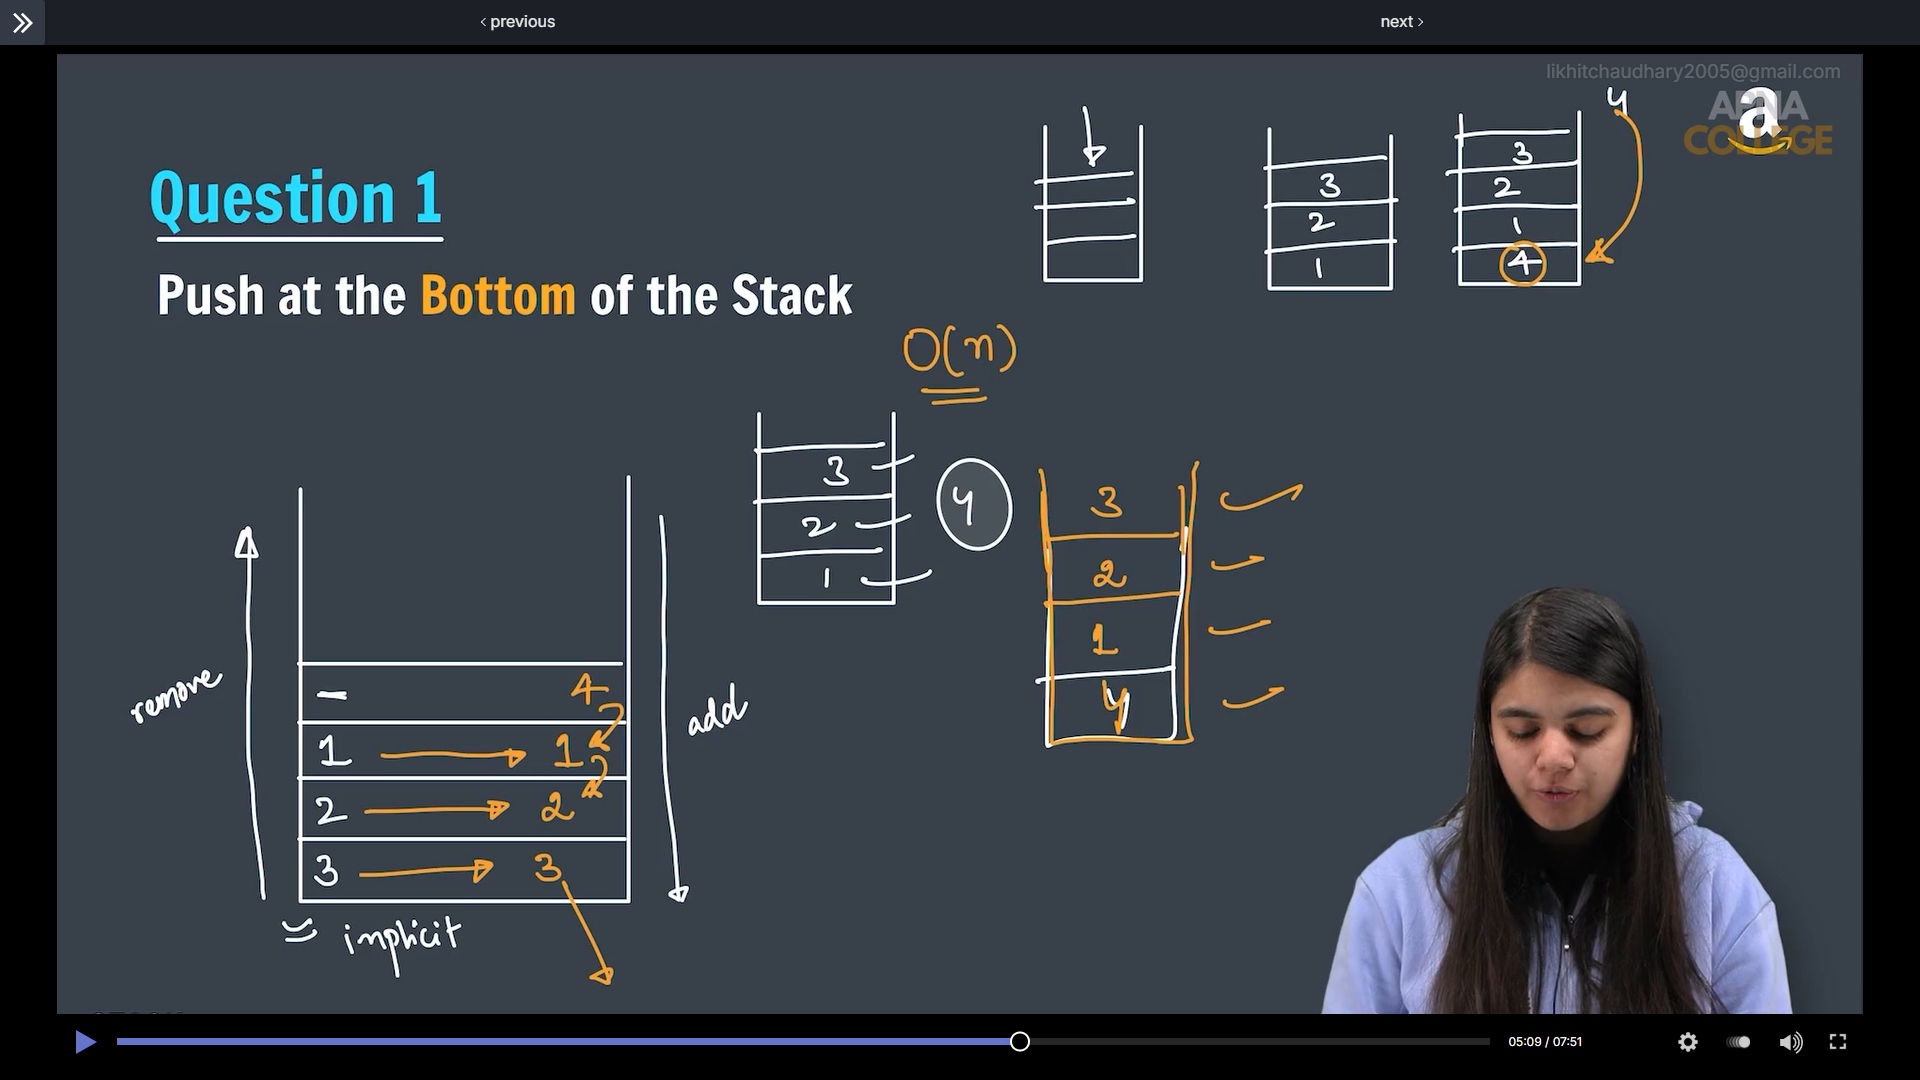 ‹ previous
next ›
likhitchaudhary2005@gmail.com
APNA
COLLEGE
a
Question 1
Push at the Bottom of the Stack
3
2
1
4
3
2
1
4
O(n)
3
2
1
4
3
2
1
4
remove
add
- 4
1 1
2 2
3 3
implicit
05:09 / 07:51